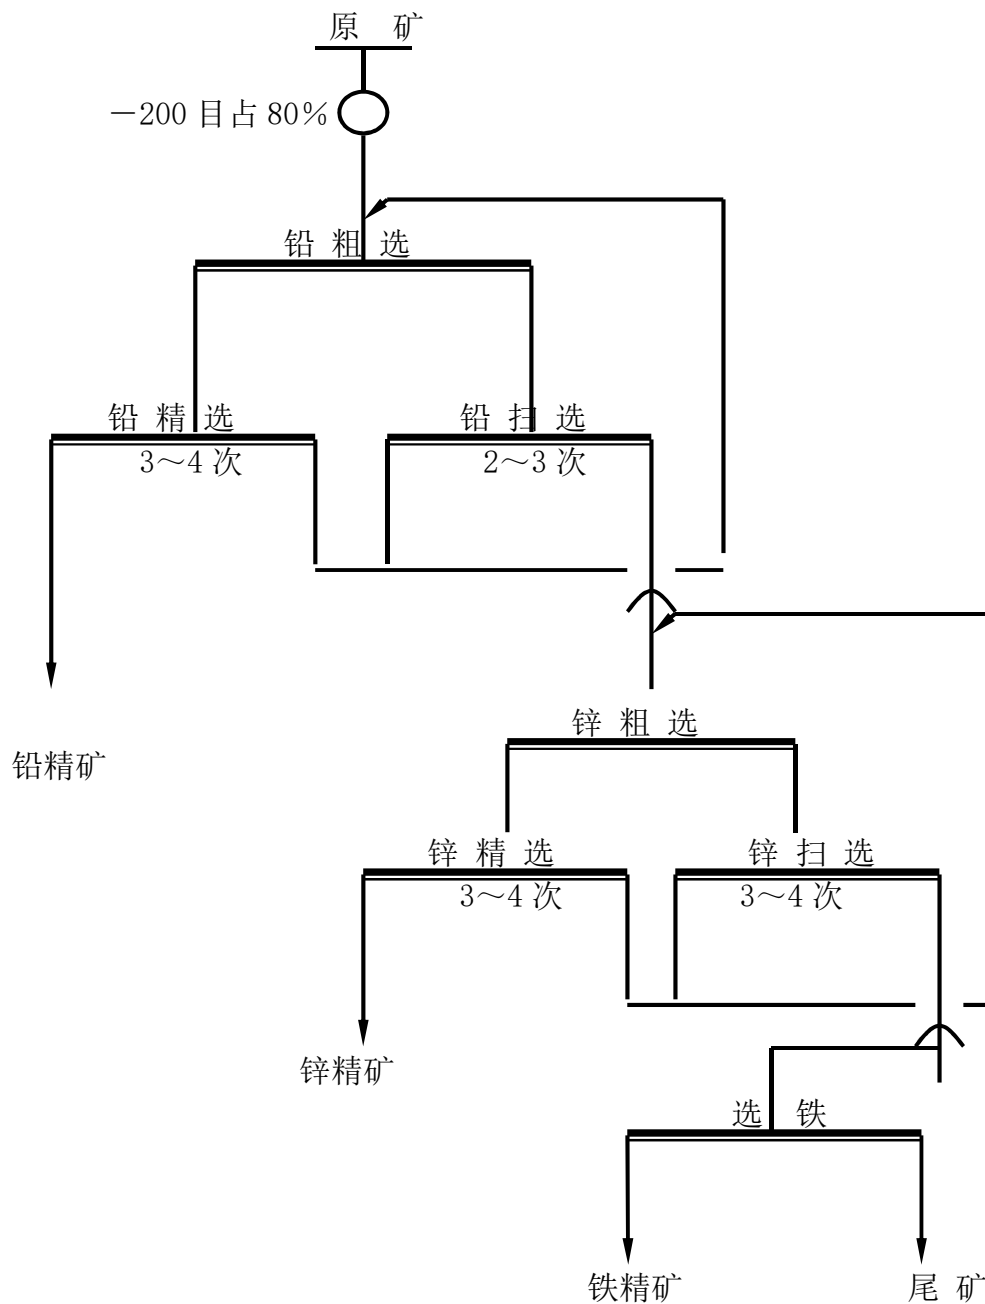 原 矿
－200 目占 80％
铅 粗 选
铅 精 选
铅 扫 选
3～4 次
2～3 次
锌 粗 选
铅精矿
锌 精 选
锌 扫 选
3～4 次
3～4 次
锌精矿
选 铁
铁精矿
尾 矿